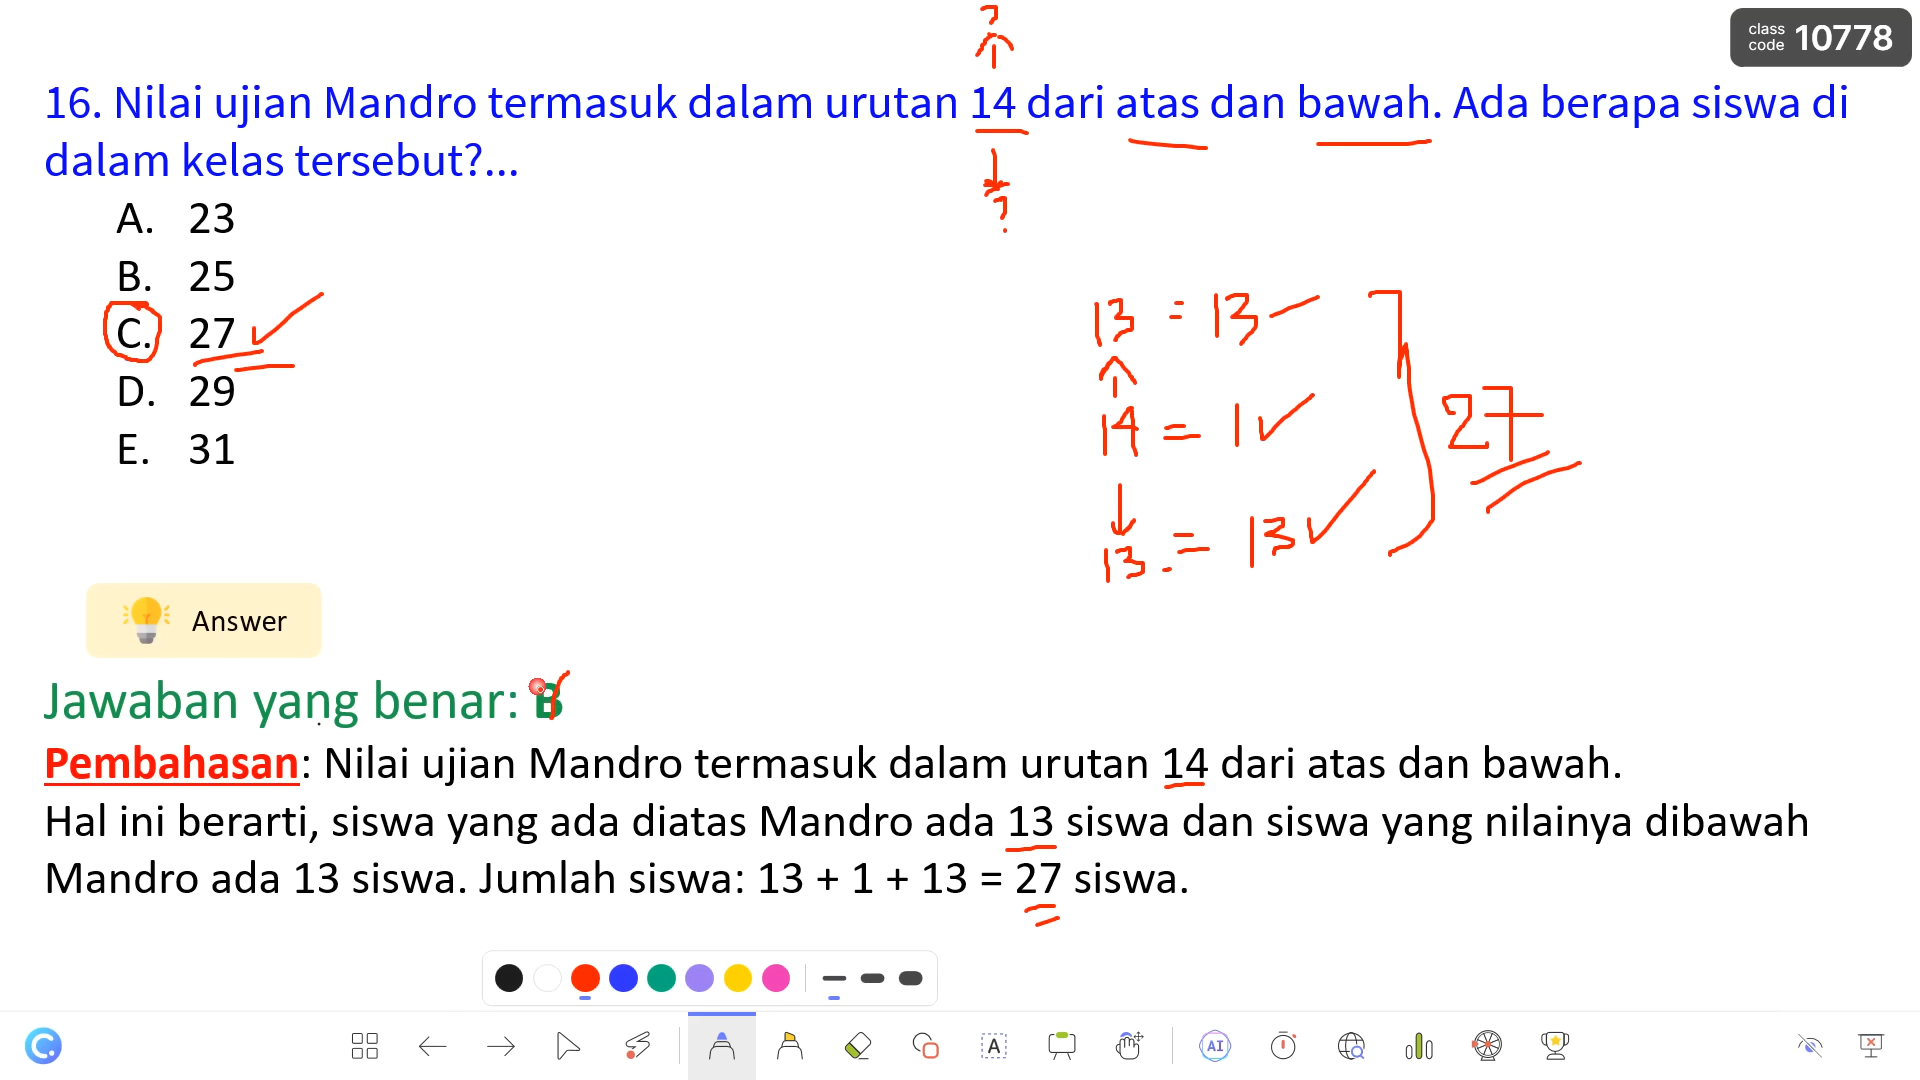 ?
class
code 10778
16. Nilai ujian Mandro termasuk dalam urutan 14 dari atas dan bawah. Ada berapa siswa di
dalam kelas tersebut?...
?
A. 23
B. 25
C. 27
D. 29
E. 31
13 = 13
14 = 1
13 = 13
27
Answer
Jawaban yang benar: B
Pembahasan: Nilai ujian Mandro termasuk dalam urutan 14 dari atas dan bawah.
Hal ini berarti, siswa yang ada diatas Mandro ada 13 siswa dan siswa yang nilainya dibawah
Mandro ada 13 siswa. Jumlah siswa: 13 + 1 + 13 = 27 siswa.
A
AI